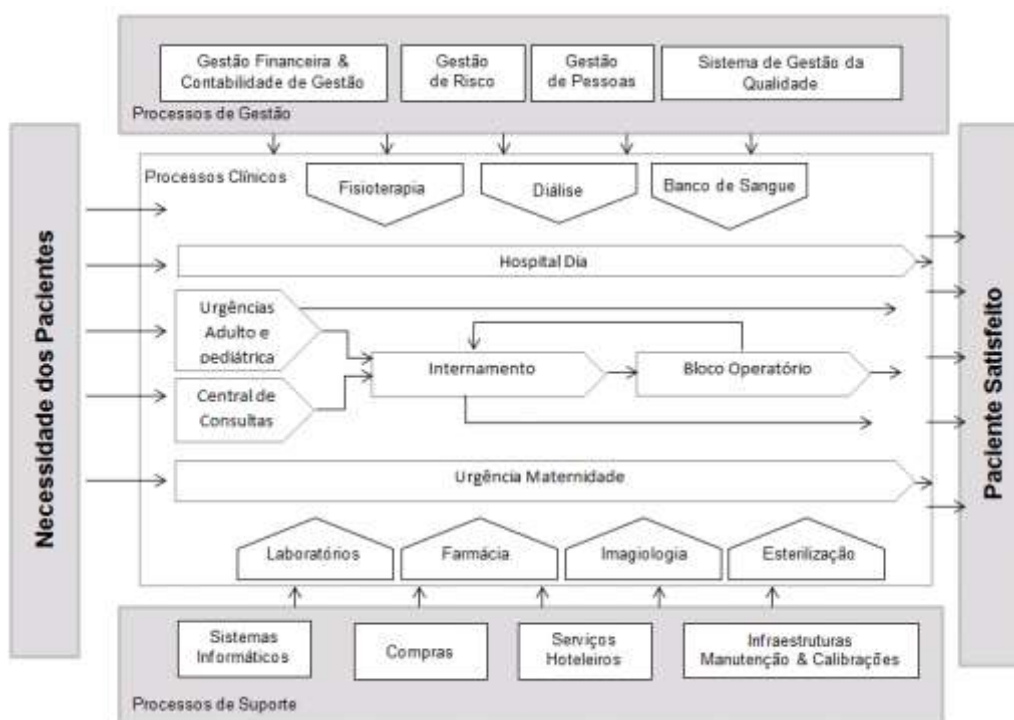 Gestão Financeira &
Contabilidade de Gestão
Gestão
de Risco
Gestão
de Pessoas
Sistema de Gestão da
Qualidade
Processos de Gestão
Necessidade dos Pacientes
Processos Clínicos
Fisioterapia
Diálise
Banco de Sangue
Hospital Dia
Urgências
Adulto e
pediátrica
Internamento
Bloco Operatório
Central de
Consultas
Urgência Maternidade
Laboratórios
Farmácia
Imagiologia
Esterilização
Paciente Satisfeito
Sistemas
Informáticos
Compras
Serviços
Hoteleiros
Infraestruturas
Manutenção & Calibrações
Processos de Suporte